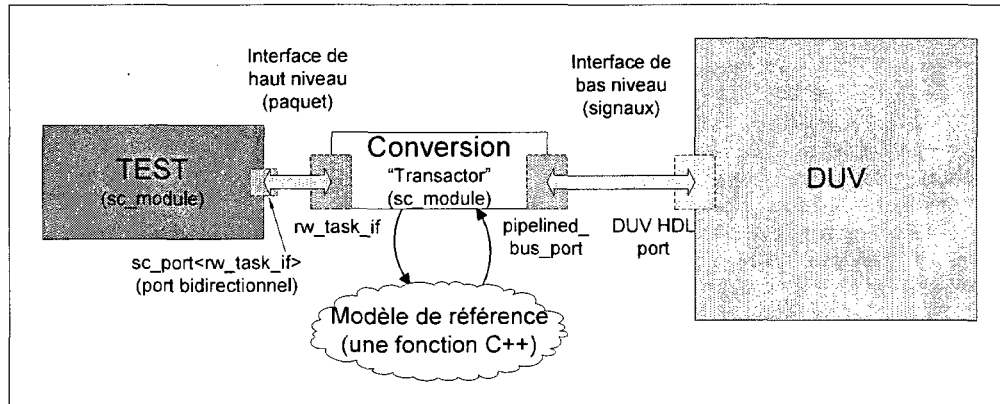 Interface de
haut niveau
(paquet)
Interface de
bas niveau
(signaux)
TEST
(sc_module)
Conversion
“Transactor”
(sc_module)
DUV
rw_task_if
pipelined_
bus_port
DUV HDL
port
sc_port<rw_task_if>
(port bidirectionnel)
Modèle de référence
(une fonction C++)